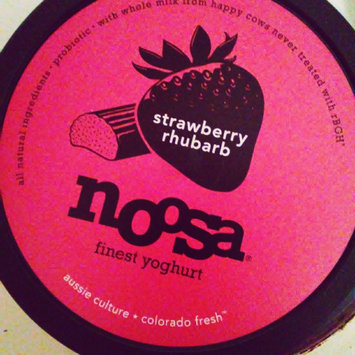 all natural ingredients · probiotic · with whole milk from happy cows never treated with rBGH*
strawberry
rhubarb
noosa®
finest yoghurt
aussie culture * colorado fresh™